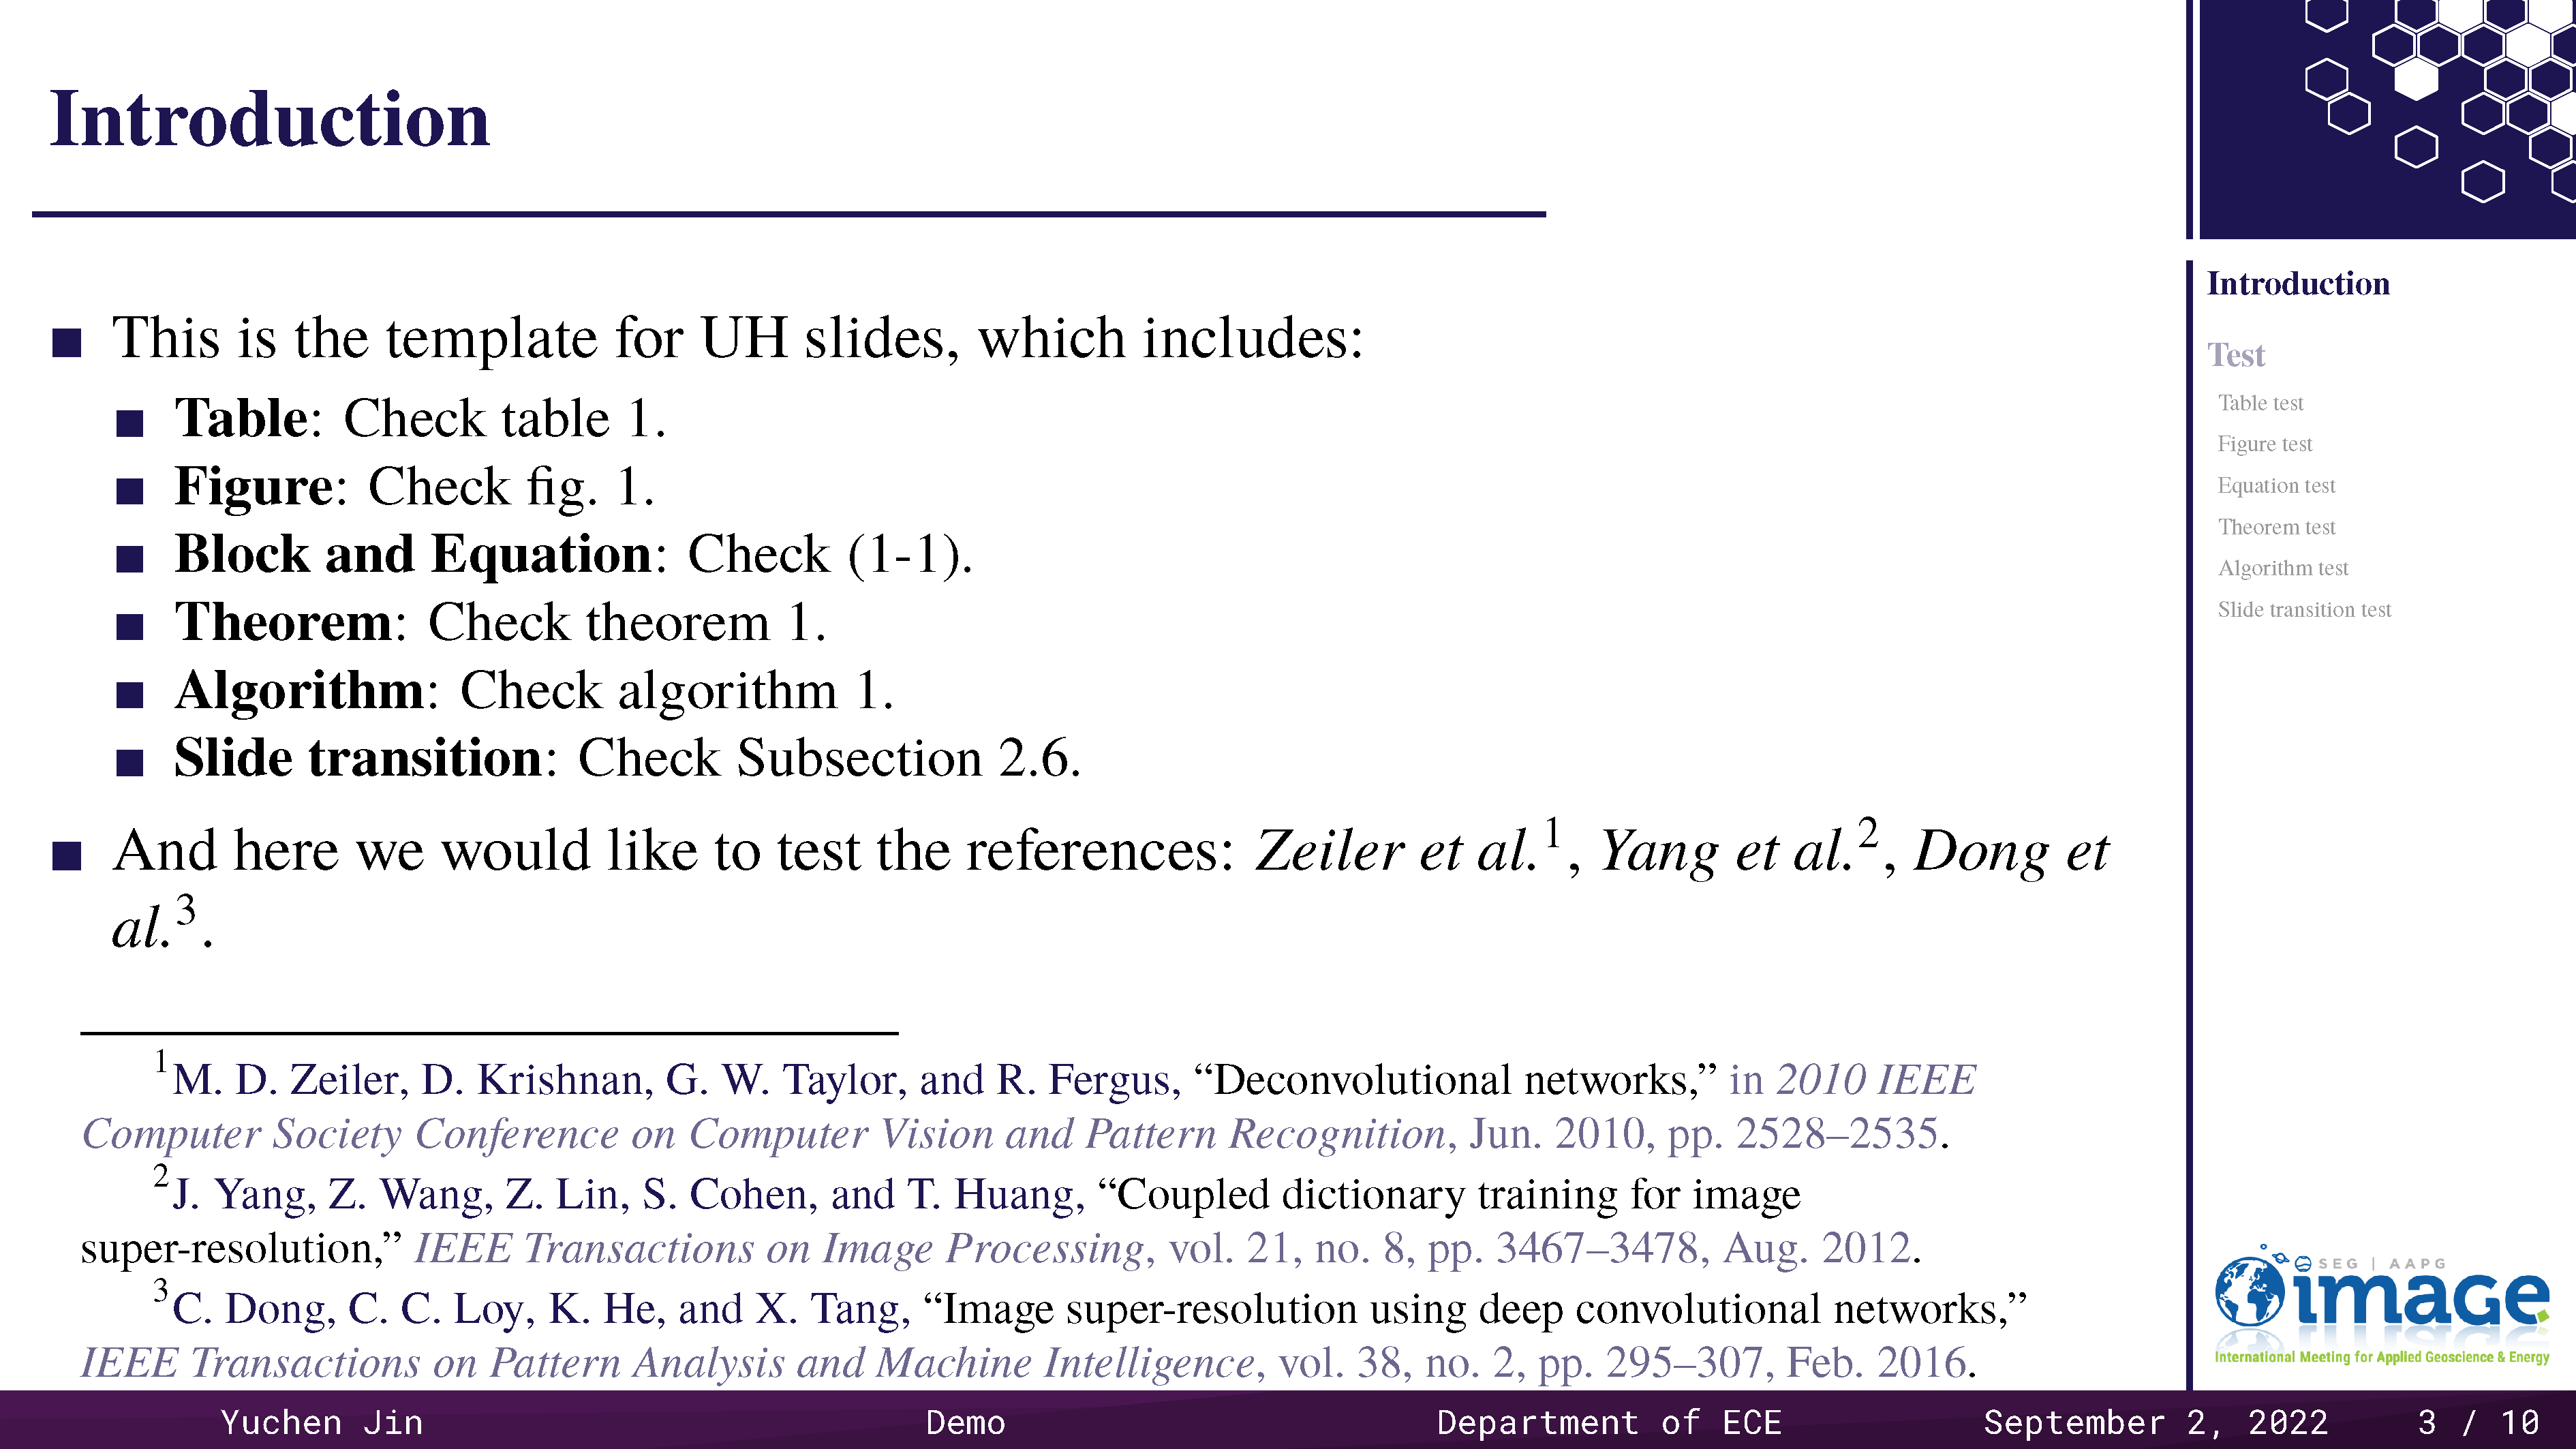 Introduction
This is the template for UH slides, which includes:
Table: Check table 1.
Figure: Check fig. 1.
Block and Equation: Check (1-1).
Theorem: Check theorem 1.
Algorithm: Check algorithm 1.
Slide transition: Check Subsection 2.6.
And here we would like to test the references: Zeiler et al.1, Yang et al.2, Dong et
al.3.
1M. D. Zeiler, D. Krishnan, G. W. Taylor, and R. Fergus, “Deconvolutional networks,” in 2010 IEEE
Computer Society Conference on Computer Vision and Pattern Recognition, Jun. 2010, pp. 2528–2535.
2J. Yang, Z. Wang, Z. Lin, S. Cohen, and T. Huang, “Coupled dictionary training for image
super-resolution,” IEEE Transactions on Image Processing, vol. 21, no. 8, pp. 3467–3478, Aug. 2012.
3C. Dong, C. C. Loy, K. He, and X. Tang, “Image super-resolution using deep convolutional networks,”
IEEE Transactions on Pattern Analysis and Machine Intelligence, vol. 38, no. 2, pp. 295–307, Feb. 2016.
Introduction
Test
Table test
Figure test
Equation test
Theorem test
Algorithm test
Slide transition test
SEG | AAPG
image
International Meeting for Applied Geoscience & Energy
Yuchen Jin Demo Department of ECE September 2, 2022 3 / 10